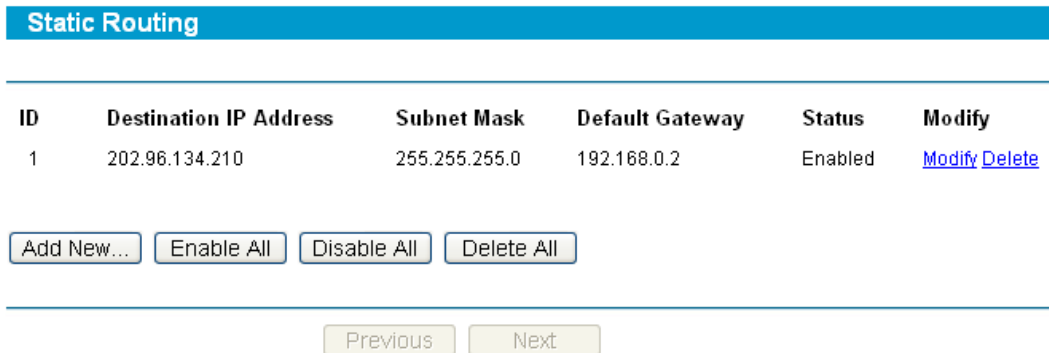 Static Routing
ID Destination IP Address Subnet Mask Default Gateway Status Modify
1 202.96.134.210 255.255.255.0 192.168.0.2 Enabled Modify Delete
Add New... Enable All Disable All Delete All
Previous Next